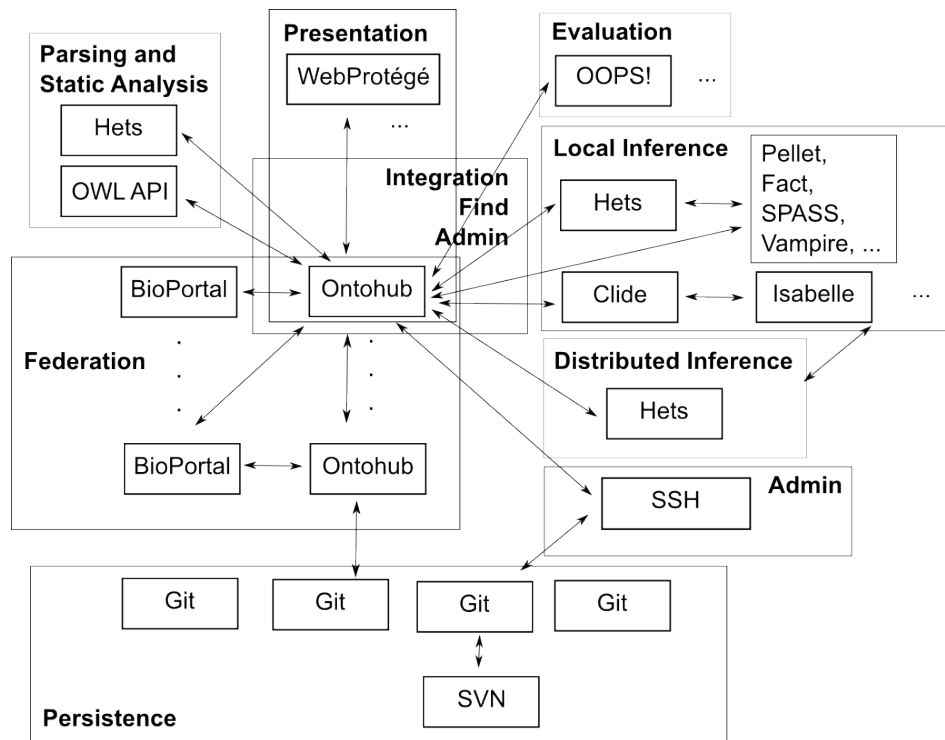 Parsing and
Static Analysis
Hets
OWL API
Presentation
WebProtégé
...
Evaluation
OOPS!
...
Integration
Find
Admin
Local Inference
Hets
Pellet,
Fact,
SPASS,
Vampire, ...
Clide
Isabelle
...
BioPortal
Ontohub
Federation
BioPortal
Ontohub
Distributed Inference
Hets
Admin
SSH
Git
Git
Git
Git
SVN
Persistence